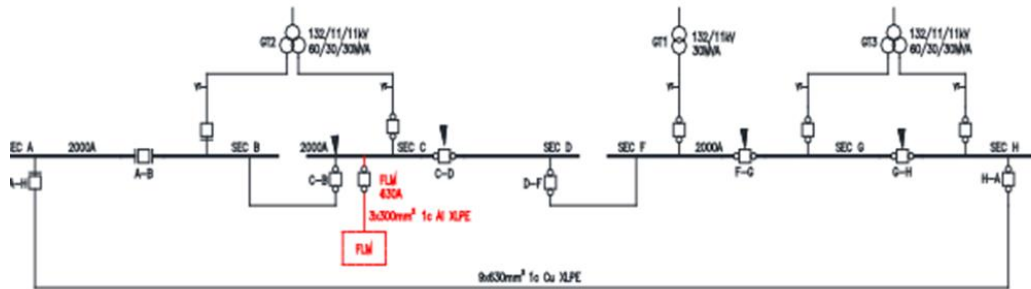 GT2
132/11/11kV
60/30/30MVA
GT1
132/11kV
30MVA
GT3
132/11/11kV
60/30/30MVA
SEC A
2000A
A-B
SEC B
2000A
SEC C
C-D
SEC D
SEC F
2000A
F-G
SEC G
G-H
SEC H
A-H
C-B
FLM
630A
D-F
H-A
3x300mm² 1c Al XLPE
FLM
9x630mm² 1c Cu XLPE